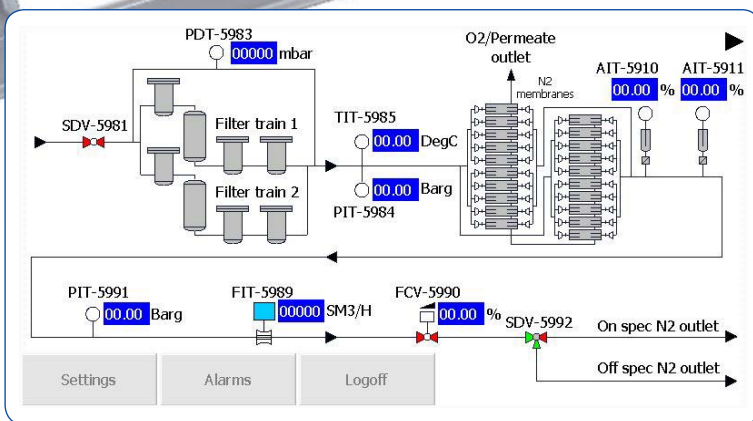 PDT-5983
00000 mbar
O2/Permeate
outlet
N2
membranes
AIT-5910
00.00 %
AIT-5911
00.00 %
SDV-5981
Filter train 1
Filter train 2
TIT-5985
00.00 DegC
00.00 Barg
PIT-5984
PIT-5991
00.00 Barg
FIT-5989
00000 SM3/H
FCV-5990
00.00 %
SDV-5992
On spec N2 outlet
Off spec N2 outlet
Settings
Alarms
Logoff